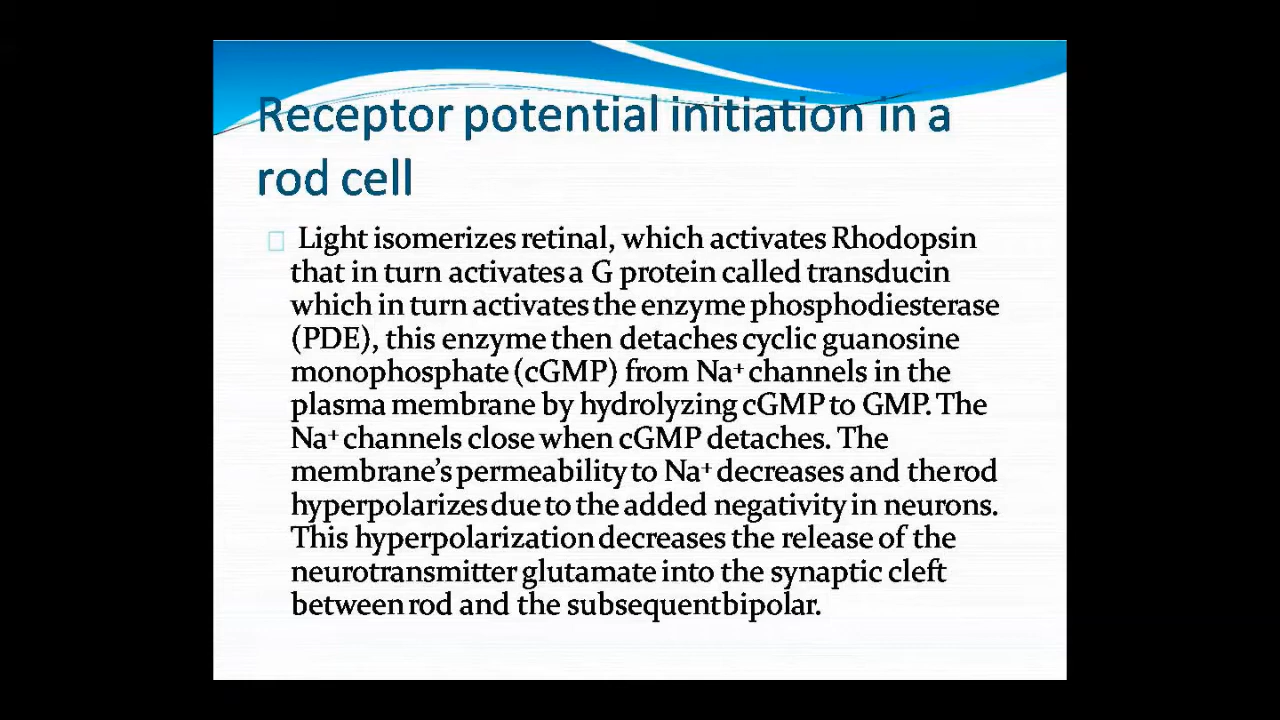 Receptor potential initiation in a
rod cell
Light isomerizes retinal, which activates Rhodopsin
that in turn activates a G protein called transducin
which in turn activates the enzyme phosphodiesterase
(PDE), this enzyme then detaches cyclic guanosine
monophosphate (cGMP) from Na⁺ channels in the
plasma membrane by hydrolyzing cGMP to GMP. The
Na⁺ channels close when cGMP detaches. The
membrane’s permeability to Na⁺ decreases and the rod
hyperpolarizes due to the added negativity in neurons.
This hyperpolarization decreases the release of the
neurotransmitter glutamate into the synaptic cleft
between rod and the subsequent bipolar.